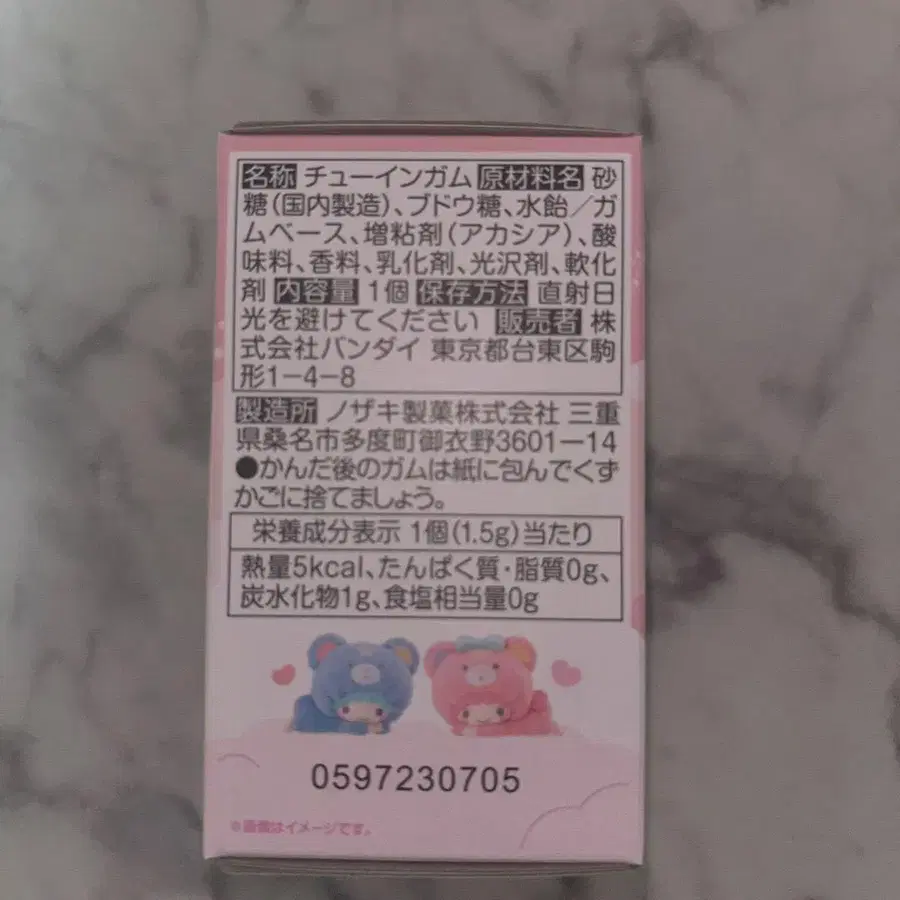 名称 チューインガム 原材料名 砂
糖(国内製造)、ブドウ糖、水飴/ガ
ムベース、増粘剤(アカシア)、酸
味料、香料、乳化剤、光沢剤、軟化
剤 内容量 1個 保存方法 直射日
光を避けてください 販売者 株
式会社バンダイ 東京都台東区駒
形1-4-8
製造所 ノザキ製菓株式会社 三重
県桑名市多度町御衣野3601-14
●かんだ後のガムは紙に包んでくず
かごに捨てましょう。
栄養成分表示 1個(1.5g)当たり
熱量5kcal、たんぱく質・脂質0g、
炭水化物1g、食塩相当量0g
0597230705
※画像はイメージです。